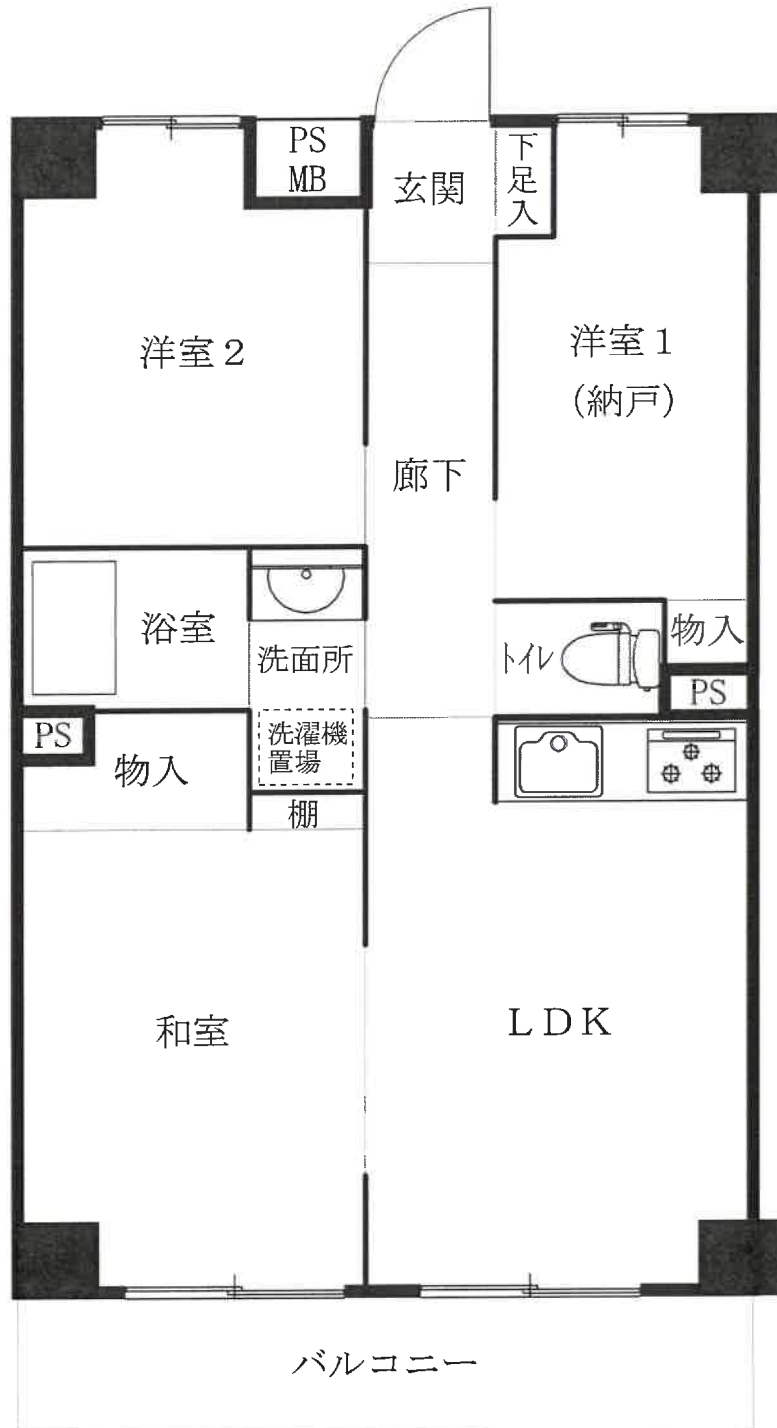 PS
MB
玄関
下足入
洋室2
洋室1
(納戸)
廊下
浴室
洗面所
トイレ
物入
PS
PS
物入
洗濯機
置場
棚
和室
LDK
バルコニー